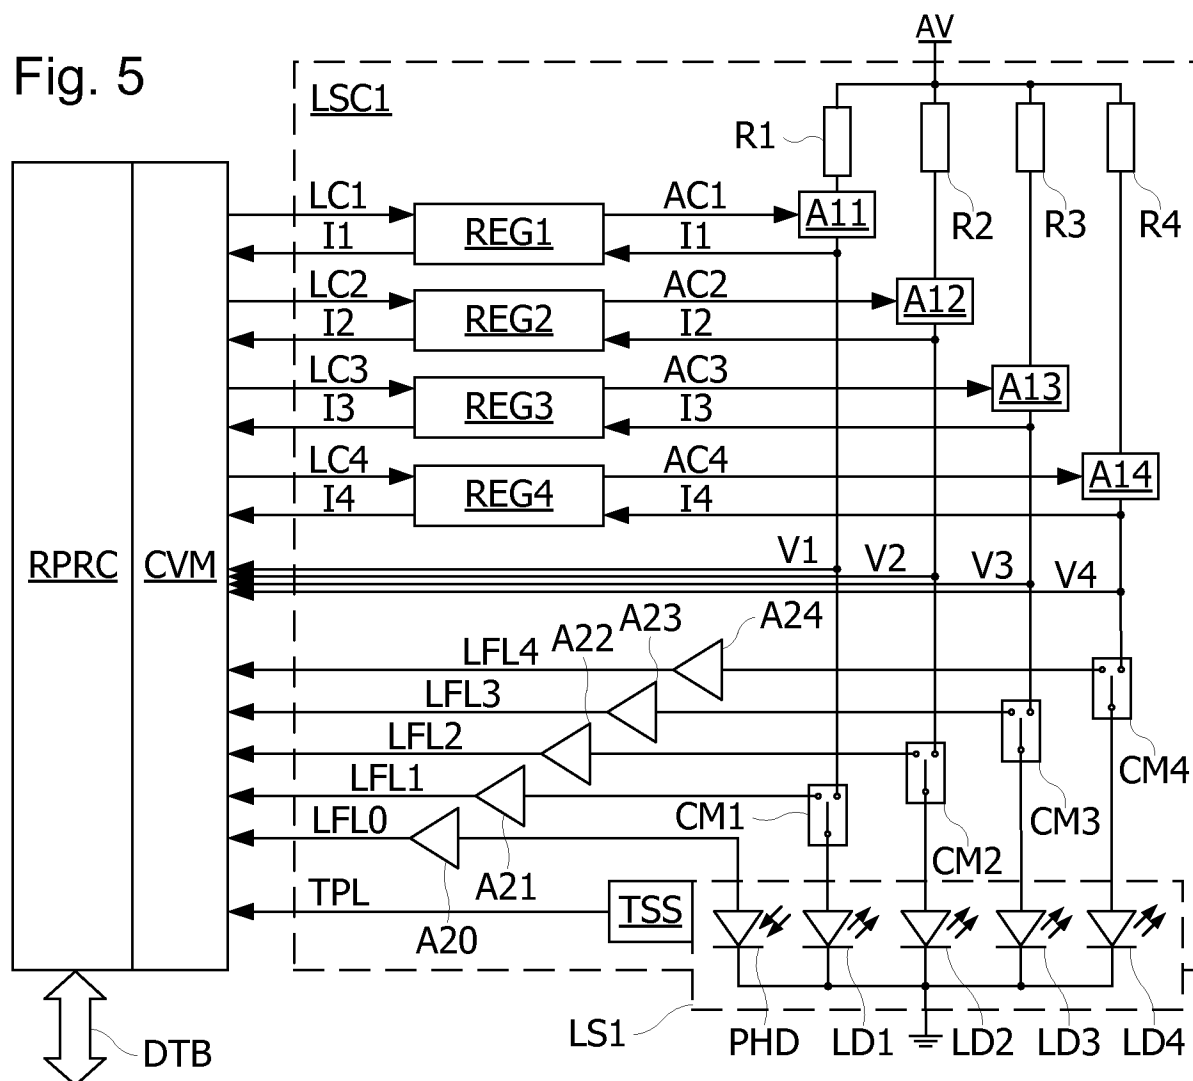 AV
Fig. 5
LSC1
R1
R2
R3
R4
LC1
AC1
A11
REG1
I1
I1
LC2
AC2
A12
REG2
I2
I2
LC3
AC3
A13
REG3
I3
I3
LC4
AC4
A14
REG4
I4
I4
RPRC
CVM
V1
V2
V3
V4
A22
A23
A24
LFL4
LFL3
LFL2
LFL1
LFL0
CM1
CM2
CM3
CM4
A21
A20
TPL
TSS
DTB
LS1
PHD
LD1
LD2
LD3
LD4